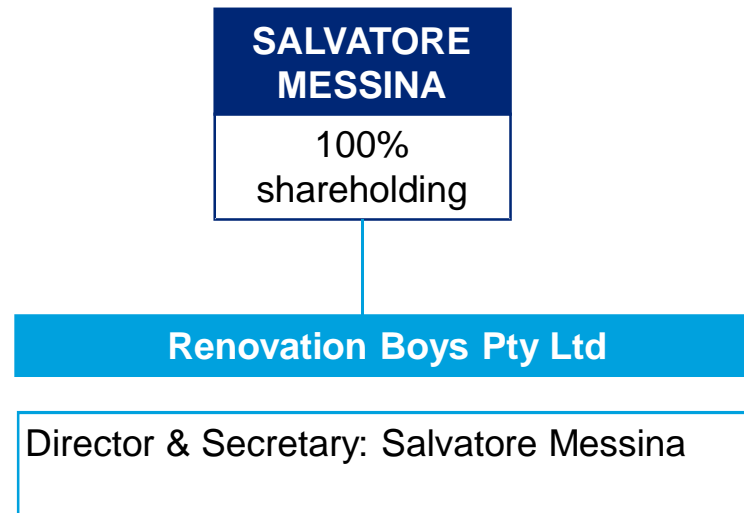 SALVATORE
MESSINA
100%
shareholding
Renovation Boys Pty Ltd
Director & Secretary: Salvatore Messina